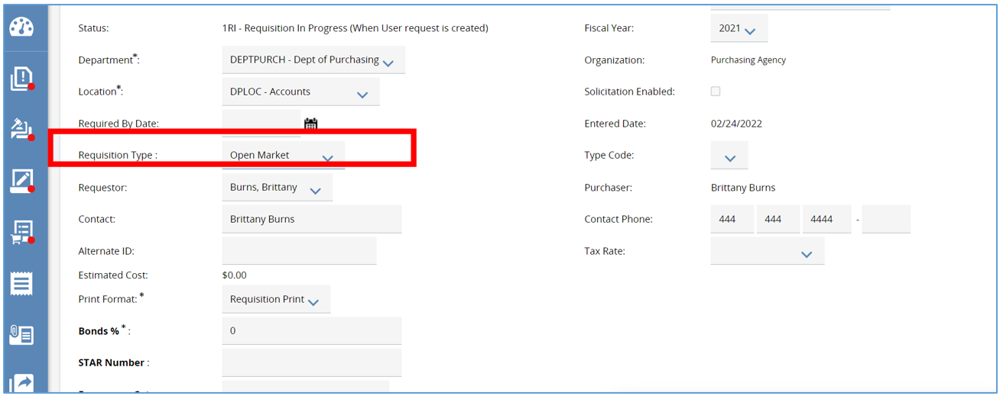 Status: 1RI - Requisition In Progress (When User request is created) Fiscal Year: 2021
Department*: DEPTPURCH - Dept of Purchasing Organization: Purchasing Agency
Location*: DPLOC - Accounts Solicitation Enabled:
Required By Date: Entered Date: 02/24/2022
Requisition Type : Open Market Type Code:
Requestor: Burns, Brittany Purchaser: Brittany Burns
Contact: Brittany Burns Contact Phone: 444 444 4444 -
Alternate ID: Tax Rate:
Estimated Cost: $0.00
Print Format: * Requisition Print
Bonds % * : 0
STAR Number :